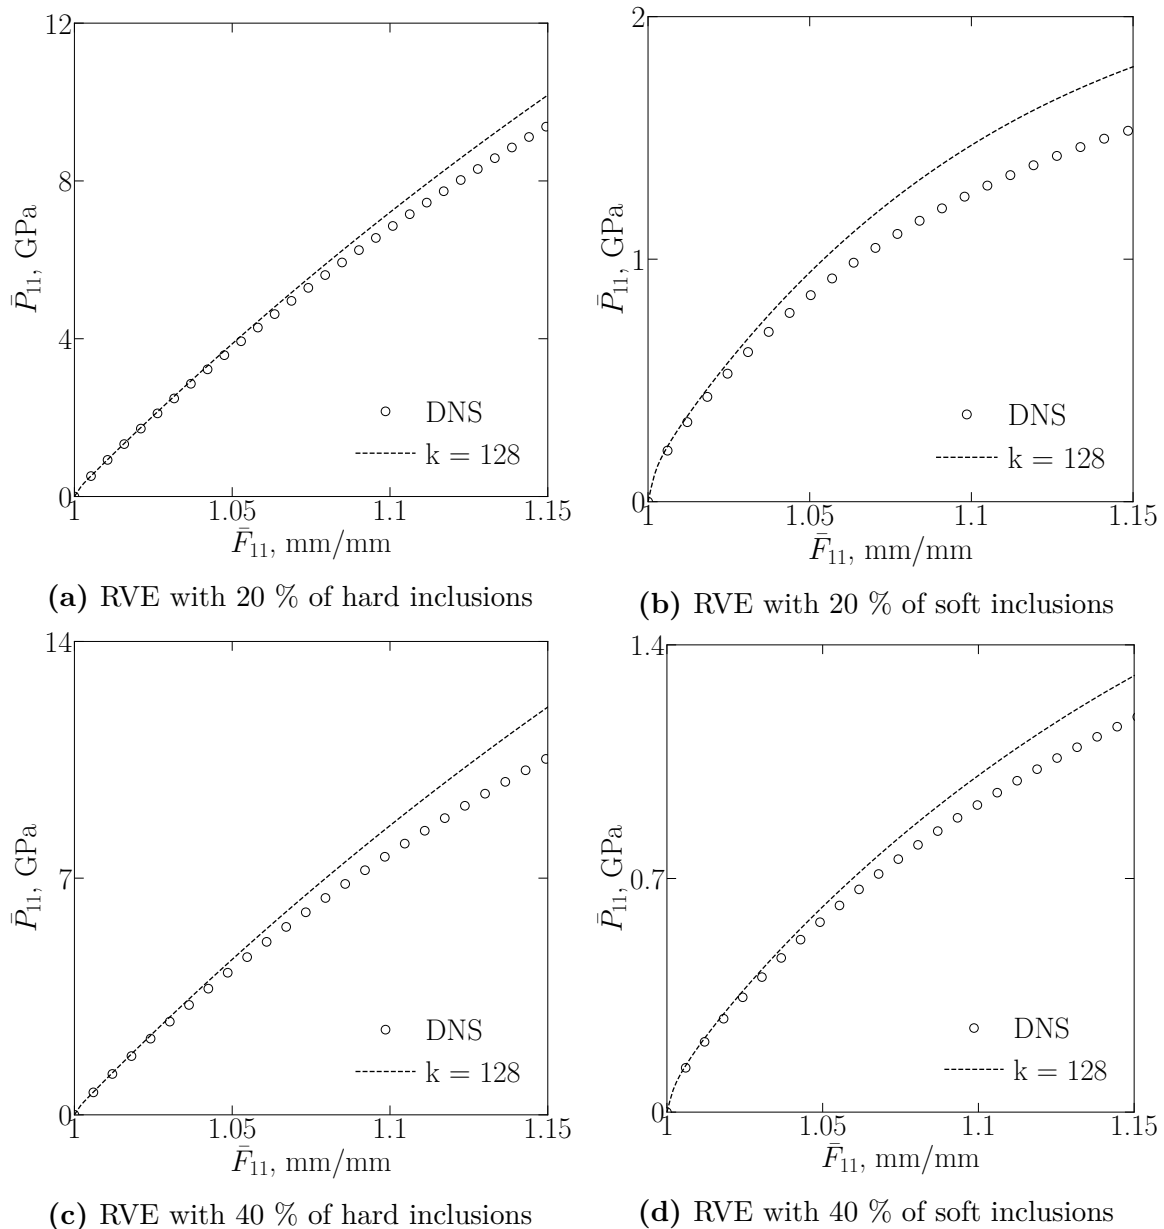 12
8
4
0
P̄₁₁, GPa
DNS
k = 128
1
1.05
1.1
1.15
F̄₁₁, mm/mm
(a) RVE with 20 % of hard inclusions
2
1
0
P̄₁₁, GPa
DNS
k = 128
1
1.05
1.1
1.15
F̄₁₁, mm/mm
(b) RVE with 20 % of soft inclusions
14
7
0
P̄₁₁, GPa
DNS
k = 128
1
1.05
1.1
1.15
F̄₁₁, mm/mm
(c) RVE with 40 % of hard inclusions
1.4
0.7
0
P̄₁₁, GPa
DNS
k = 128
1
1.05
1.1
1.15
F̄₁₁, mm/mm
(d) RVE with 40 % of soft inclusions